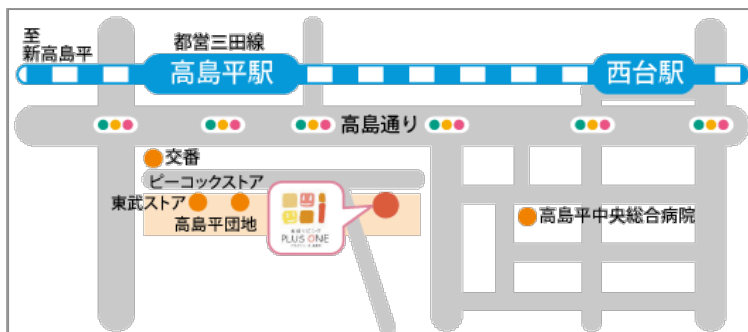 至
新高島平
都営三田線
高島平駅
西台駅
高島通り
交番
ピーコックストア
東武ストア
高島平団地
PLUS ONE
高島平中央総合病院